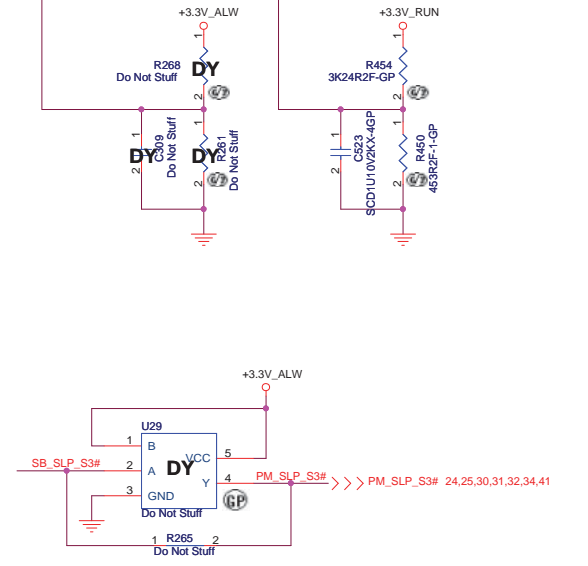 +3.3V_ALW
1
R268
Do Not Stuff
DY
2
G/T
1
C309
Do Not Stuff
DY
2
1
R261
Do Not Stuff
DY
2
G/T
+3.3V_RUN
1
R454
3K24R2F-GP
2
G/T
1
C523
SCD1U10V2KX-4GP
2
1
R450
453R2F-1-GP
2
G/T
+3.3V_ALW
U29
1
B
VCC
5
SB_SLP_S3#
2
A
DY
Y
4
PM_SLP_S3#
PM_SLP_S3# 24,25,30,31,32,34,41
3
GND
GP
Do Not Stuff
1
R265
2
Do Not Stuff